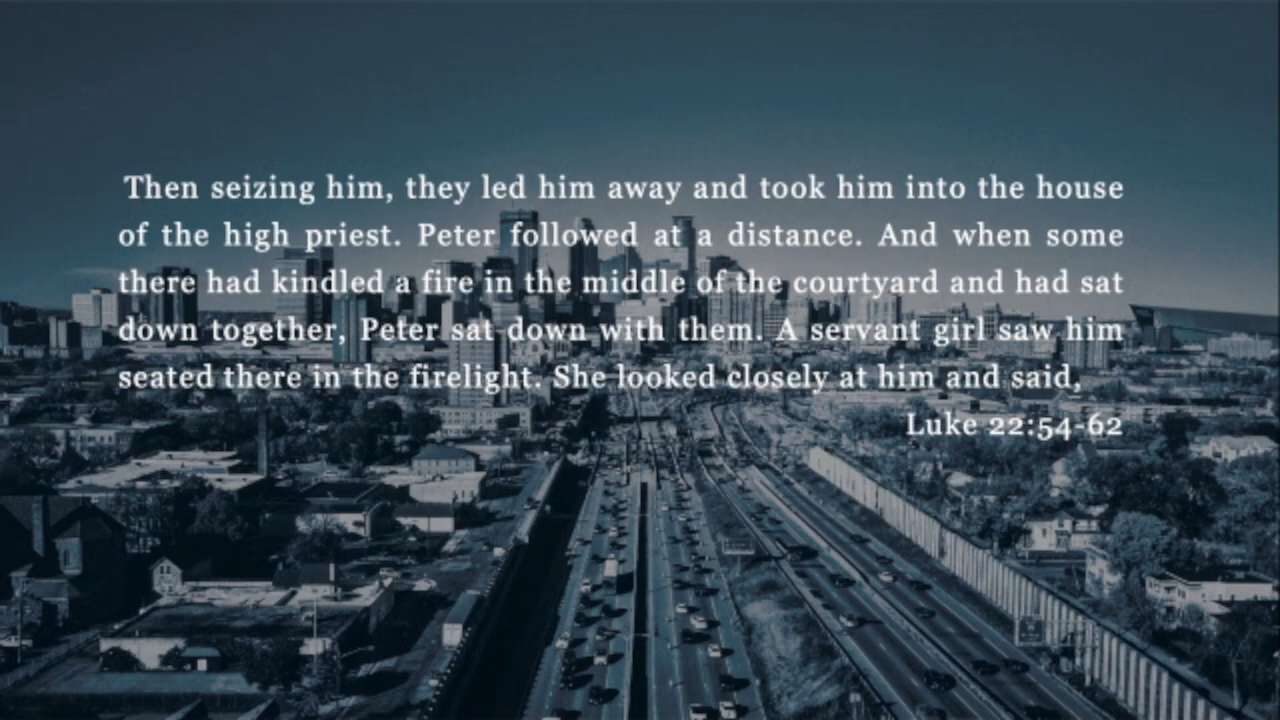 Then seizing him, they led him away and took him into the house
of the high priest. Peter followed at a distance. And when some
there had kindled a fire in the middle of the courtyard and had sat
down together, Peter sat down with them. A servant girl saw him
seated there in the firelight. She looked closely at him and said,
Luke 22:54-62